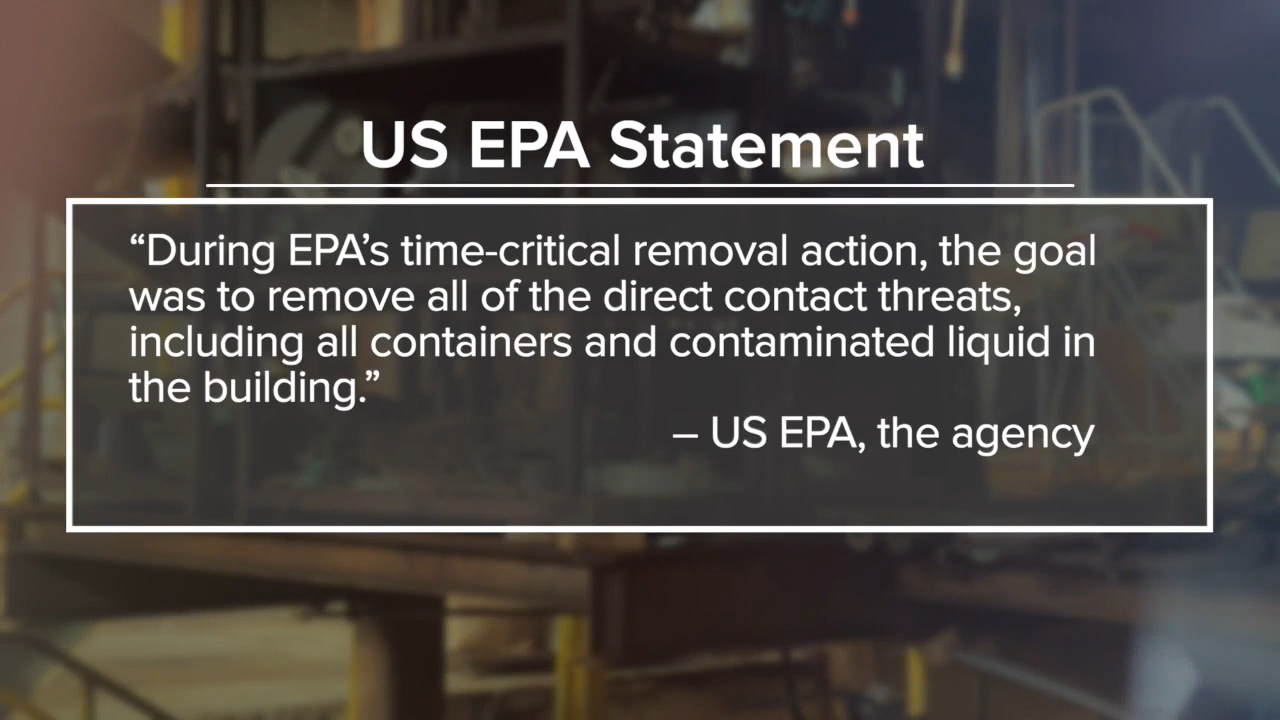 US EPA Statement
“During EPA’s time-critical removal action, the goal
was to remove all of the direct contact threats,
including all containers and contaminated liquid in
the building.”
– US EPA, the agency